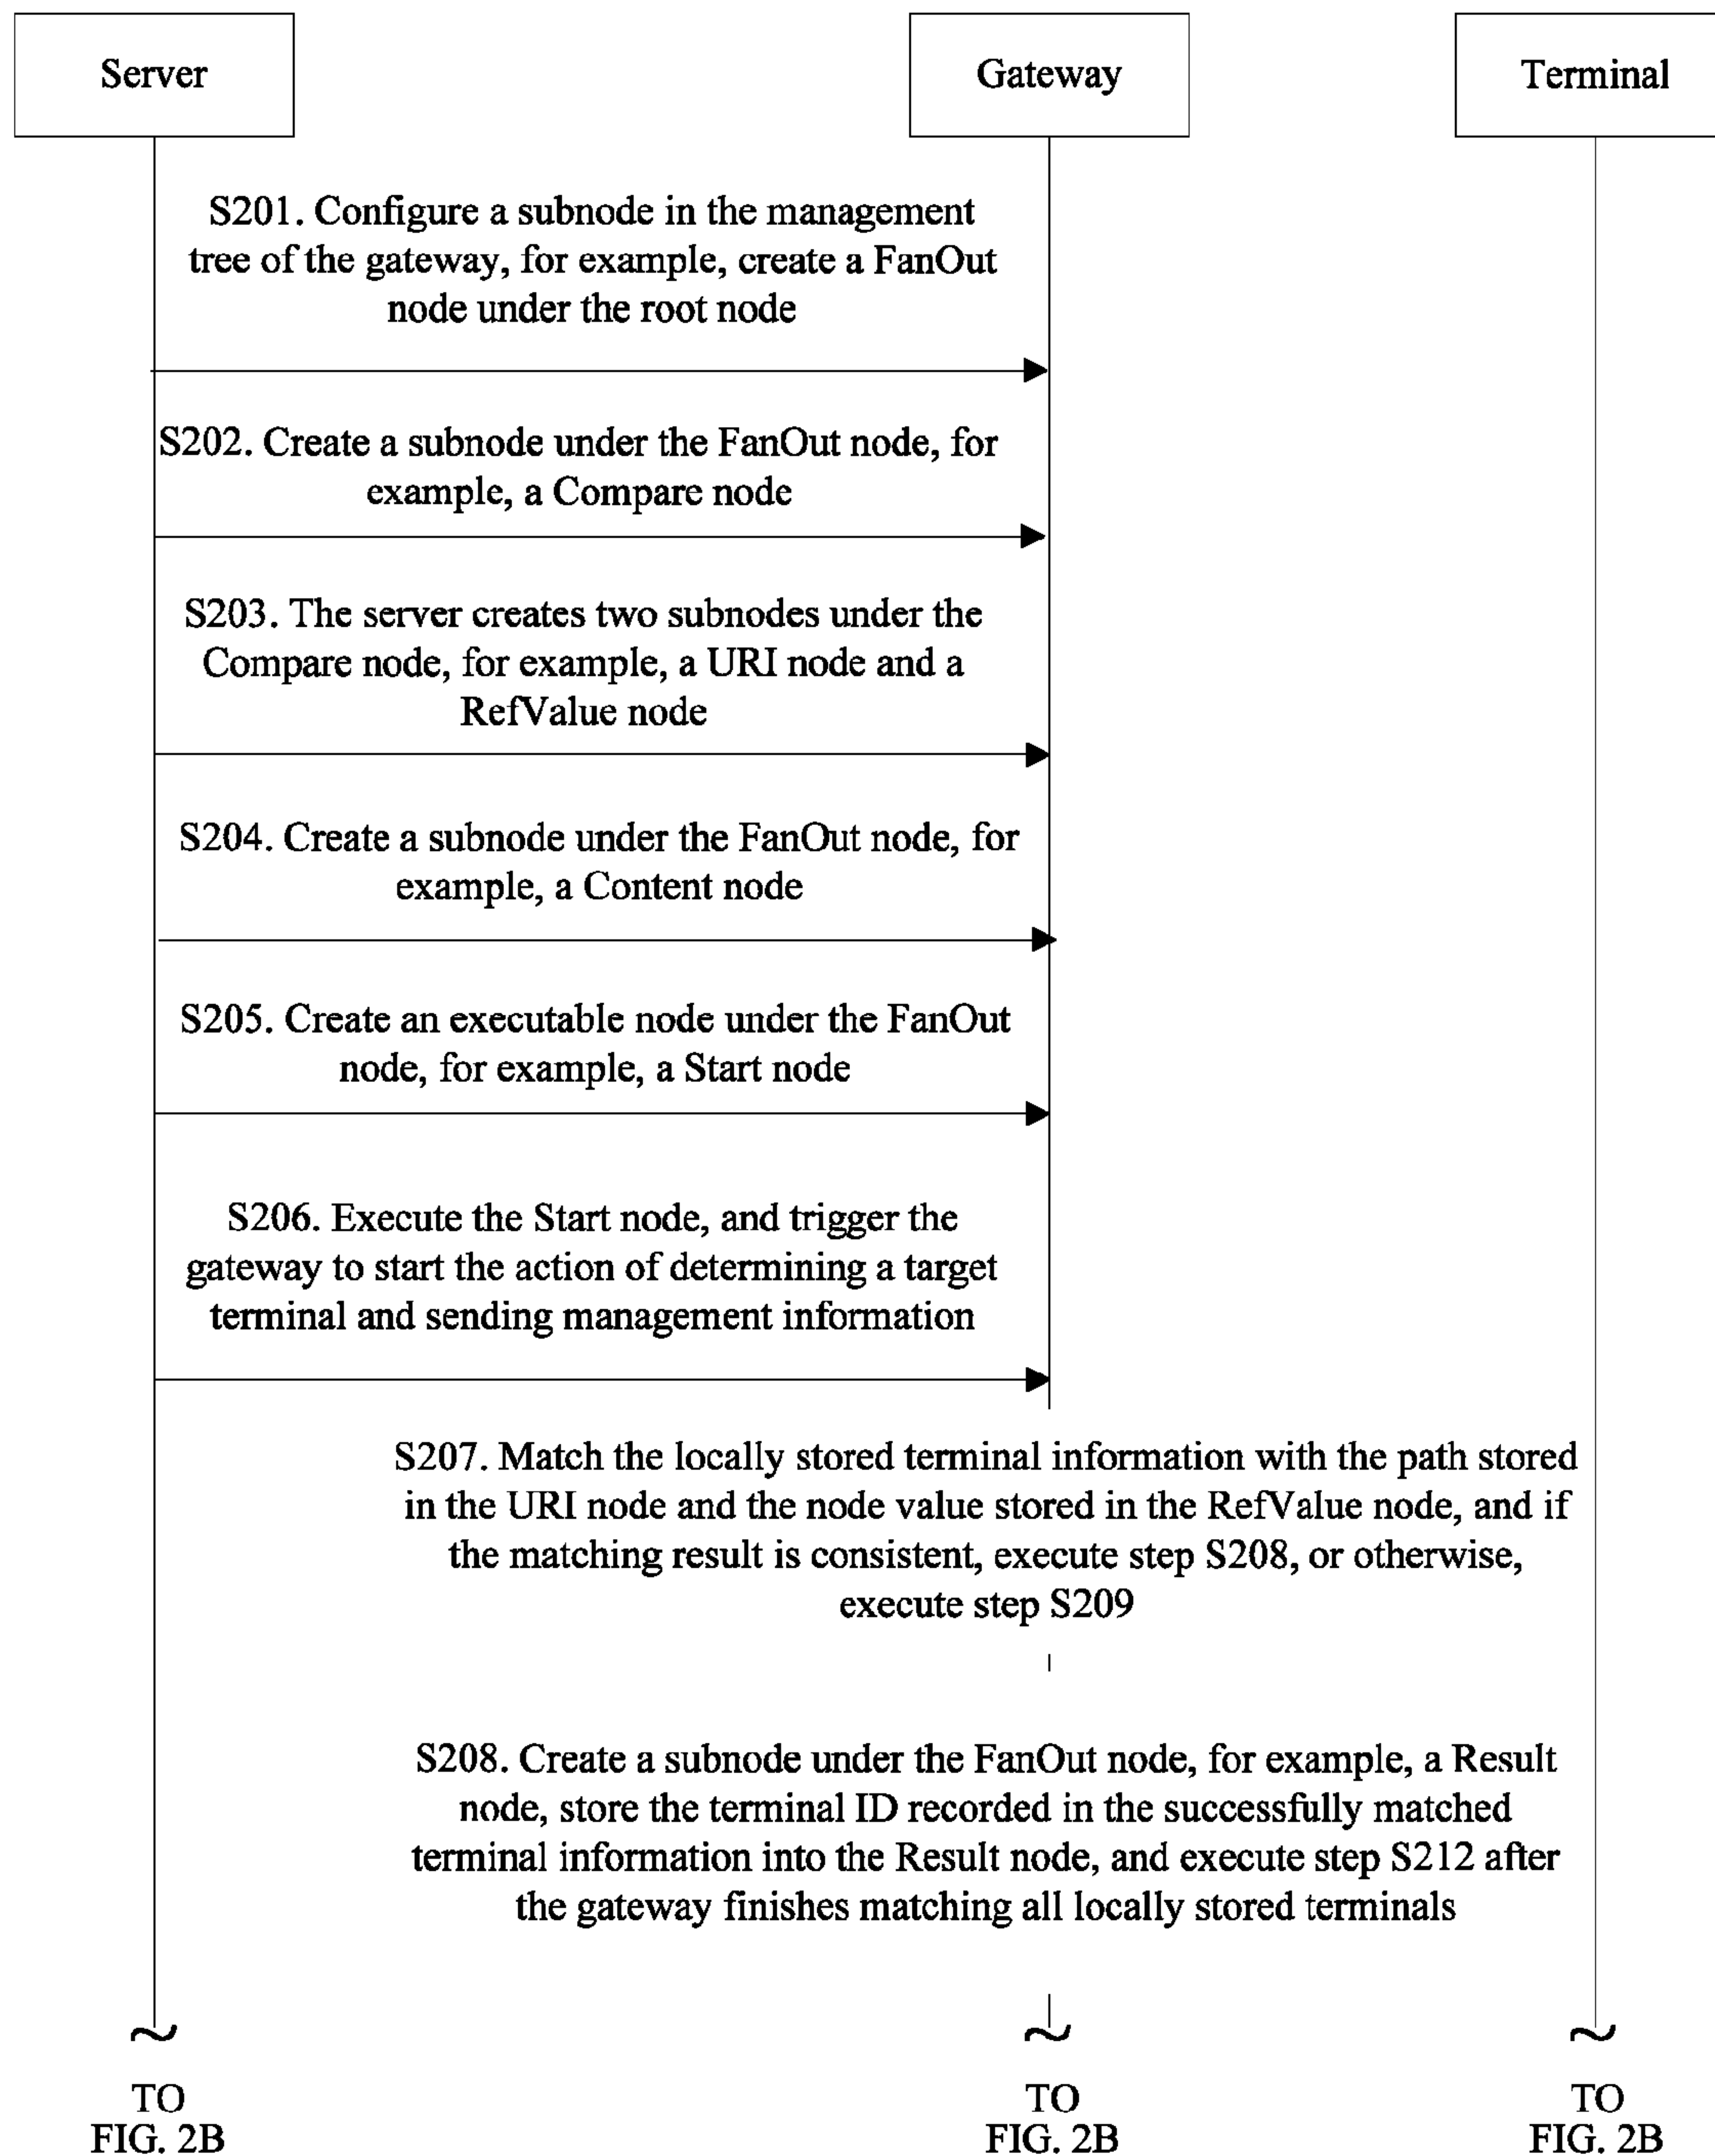 Server
Gateway
Terminal
S201. Configure a subnode in the management
tree of the gateway, for example, create a FanOut
node under the root node
S202. Create a subnode under the FanOut node, for
example, a Compare node
S203. The server creates two subnodes under the
Compare node, for example, a URI node and a
RefValue node
S204. Create a subnode under the FanOut node, for
example, a Content node
S205. Create an executable node under the FanOut
node, for example, a Start node
S206. Execute the Start node, and trigger the
gateway to start the action of determining a target
terminal and sending management information
S207. Match the locally stored terminal information with the path stored
in the URI node and the node value stored in the RefValue node, and if
the matching result is consistent, execute step S208, or otherwise,
execute step S209
S208. Create a subnode under the FanOut node, for example, a Result
node, store the terminal ID recorded in the successfully matched
terminal information into the Result node, and execute step S212 after
the gateway finishes matching all locally stored terminals
TO
FIG. 2B
TO
FIG. 2B
TO
FIG. 2B